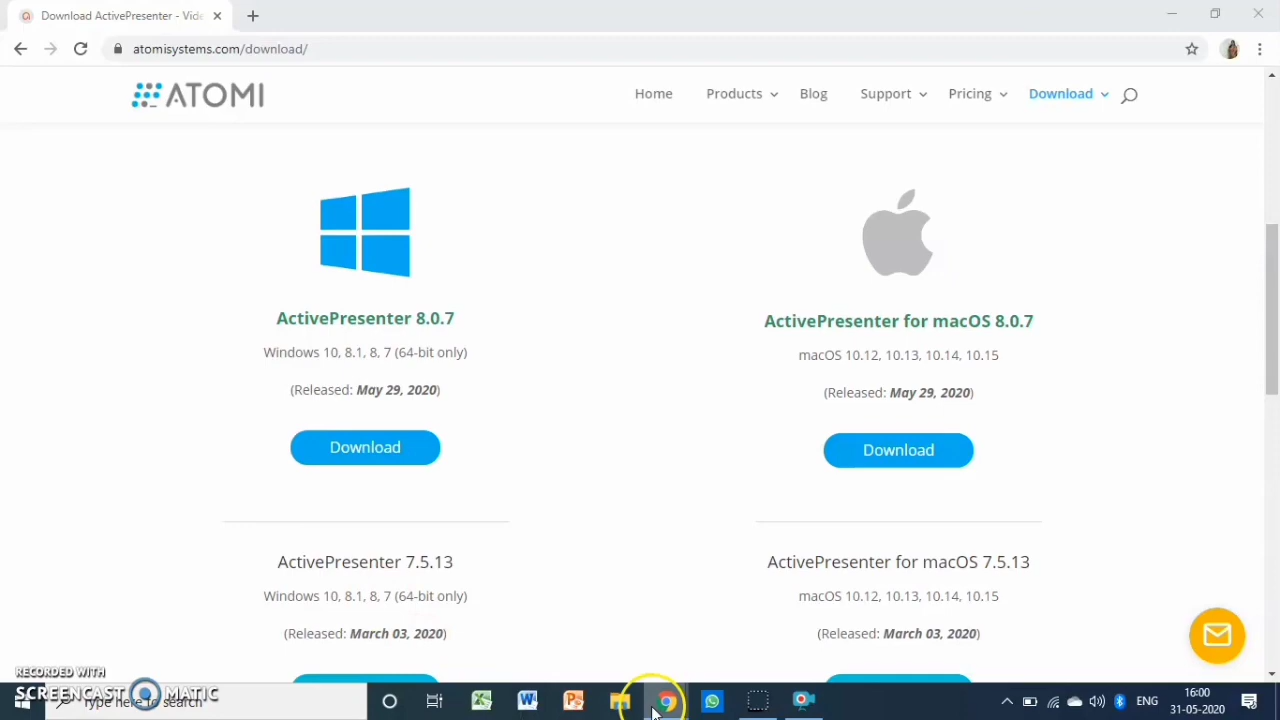 Download ActivePresenter - Vide
atomisystems.com/download/
ATOMI
Home Products Blog Support Pricing Download
ActivePresenter 8.0.7
Windows 10, 8.1, 8, 7 (64-bit only)
(Released: May 29, 2020)
Download
ActivePresenter for macOS 8.0.7
macOS 10.12, 10.13, 10.14, 10.15
(Released: May 29, 2020)
Download
ActivePresenter 7.5.13
Windows 10, 8.1, 8, 7 (64-bit only)
(Released: March 03, 2020)
ActivePresenter for macOS 7.5.13
macOS 10.12, 10.13, 10.14, 10.15
(Released: March 03, 2020)
RECORDED WITH
SCREENCAST MATIC
Type here to search
ENG
16:00
31-05-2020